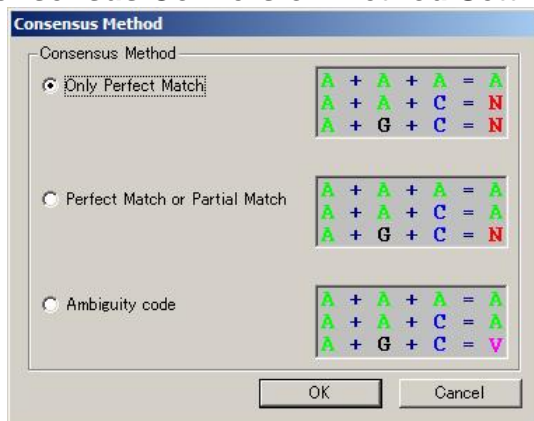 Consensus Method
Consensus Method
Only Perfect Match
A + A + A = A
A + A + C = N
A + G + C = N
Perfect Match or Partial Match
A + A + A = A
A + A + C = A
A + G + C = N
Ambiguity code
A + A + A = A
A + A + C = A
A + G + C = V
OK Cancel